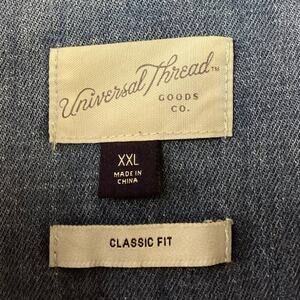 Universal Thread™
GOODS
CO.
XXL
MADE IN
CHINA
CLASSIC FIT